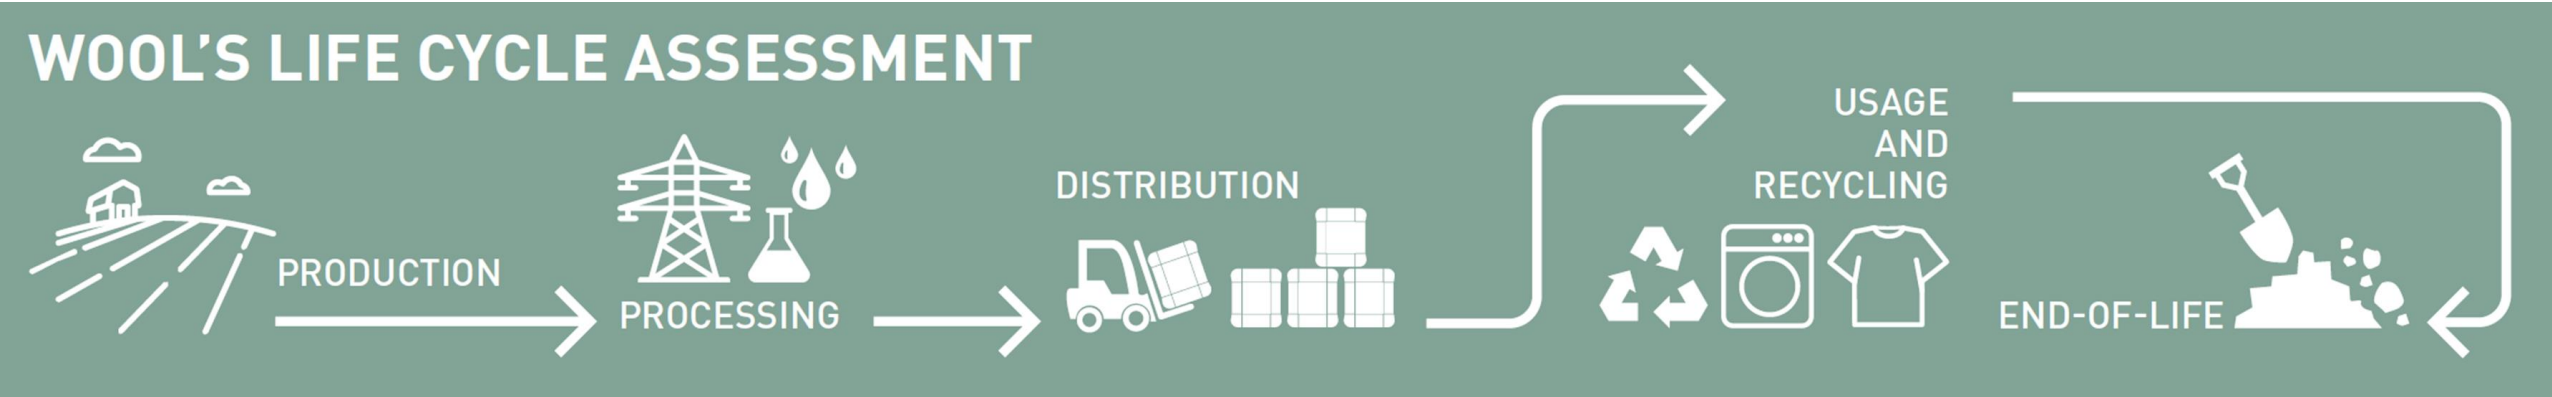 WOOL'S LIFE CYCLE ASSESSMENT
PRODUCTION
PROCESSING
DISTRIBUTION
USAGE
AND
RECYCLING
END-OF-LIFE